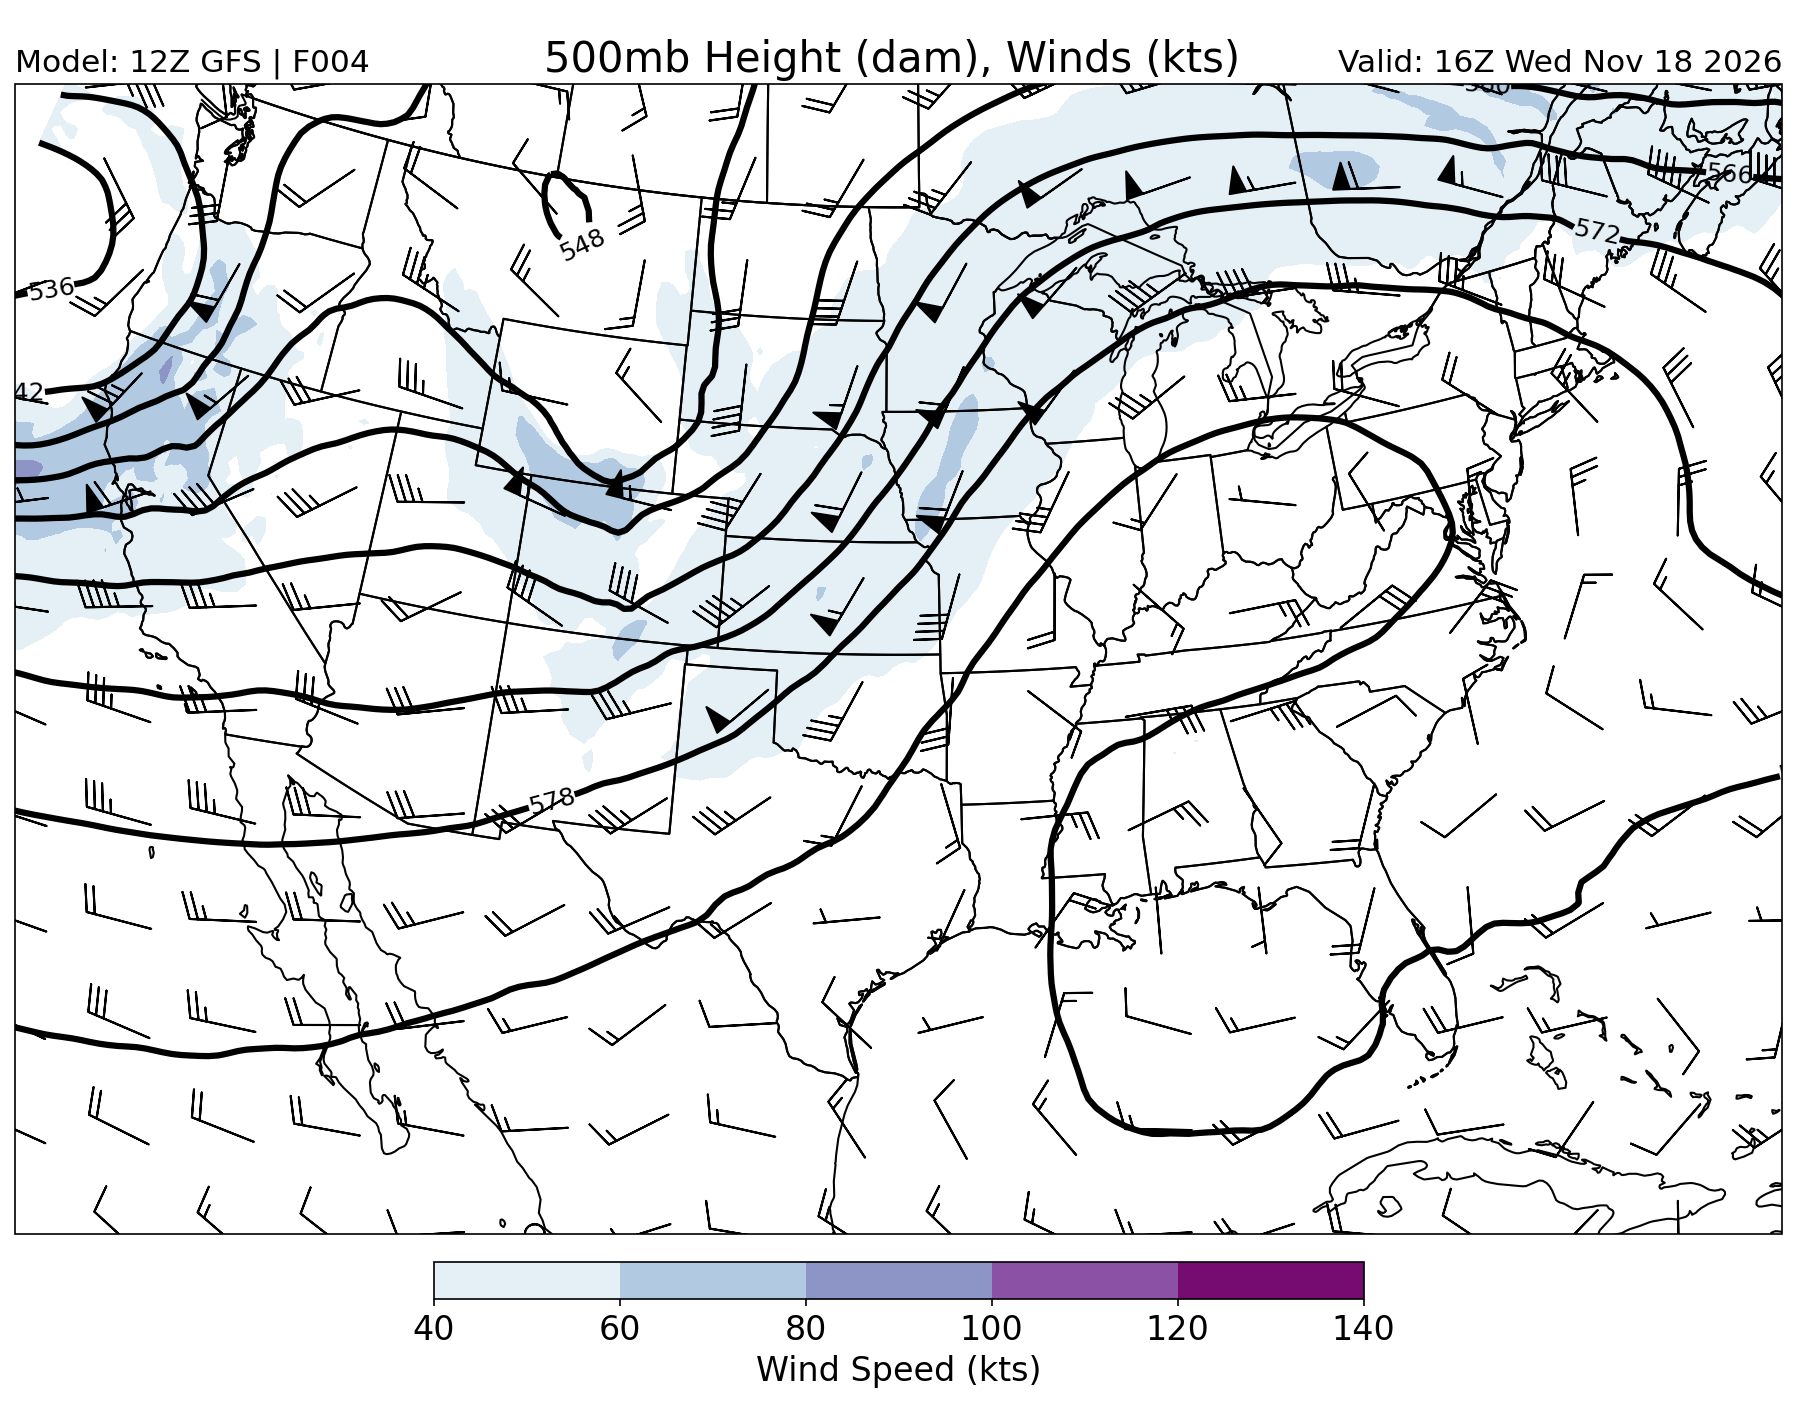 Model: 12Z GFS | F004
500mb Height (dam), Winds (kts)
Valid: 16Z Wed Nov 18 2026
566
572
548
536
42
578
40 60 80 100 120 140
Wind Speed (kts)